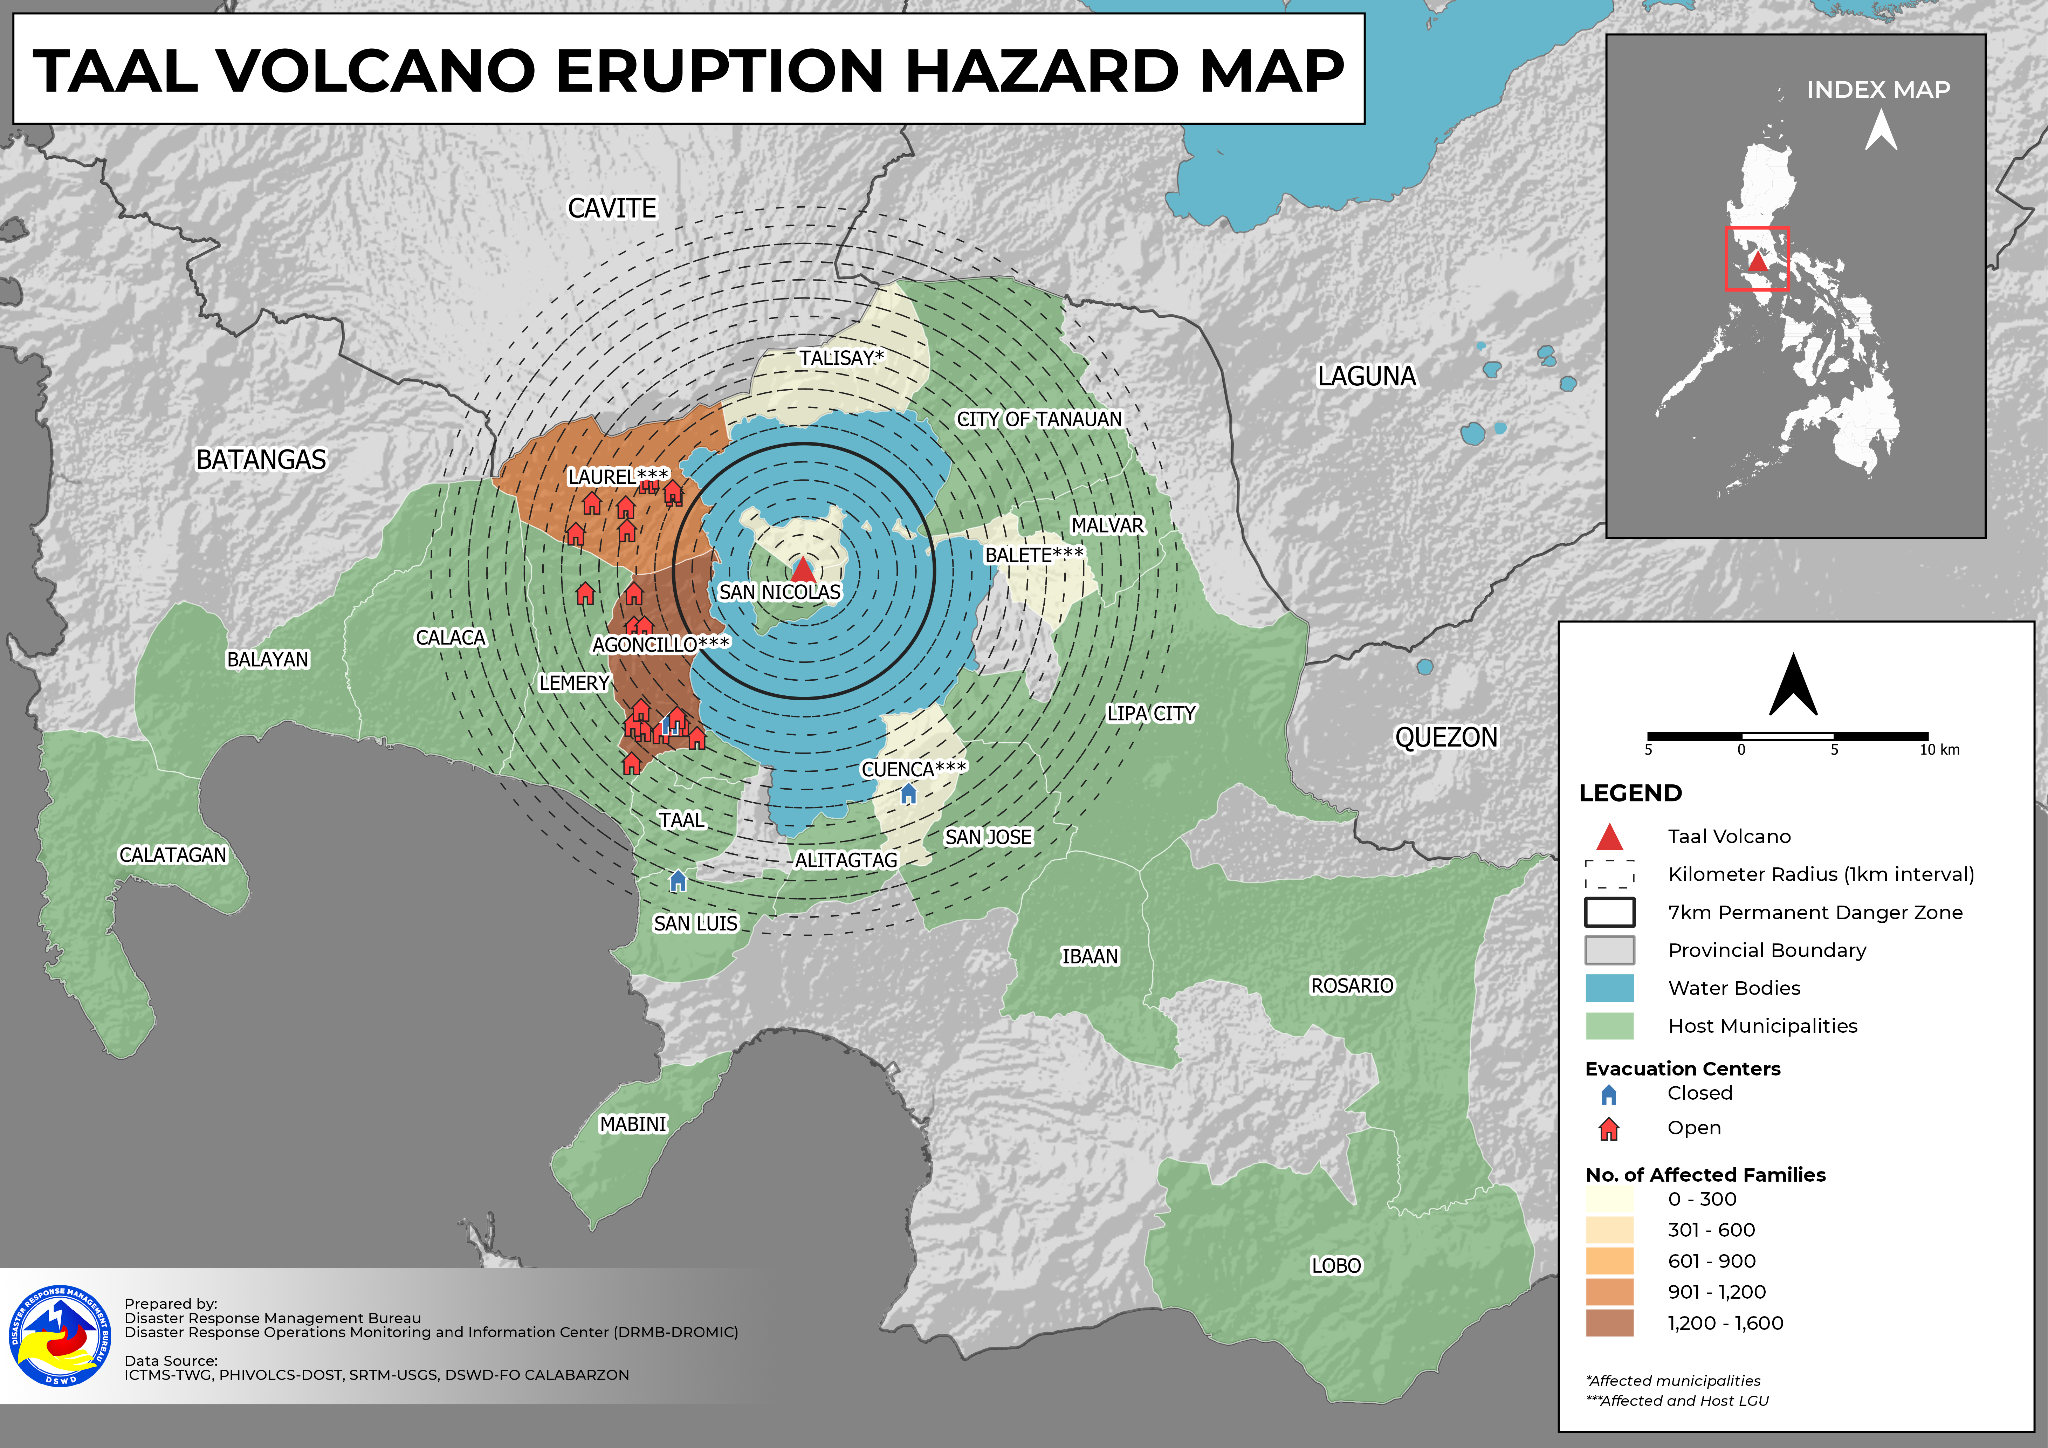 TAAL VOLCANO ERUPTION HAZARD MAP
INDEX MAP
CAVITE
TALISAY*
LAGUNA
CITY OF TANAUAN
BATANGAS
LAUREL***
MALVAR
BALETE***
SAN NICOLAS
CALACA
AGONCILLO***
BALAYAN
LEMERY
LIPA CITY
QUEZON
CUENCA***
TAAL
SAN JOSE
CALATAGAN
ALITAGTAG
SAN LUIS
IBAAN
ROSARIO
MABINI
LOBO
5 0 5 10 km
LEGEND
Taal Volcano
Kilometer Radius (1km interval)
7km Permanent Danger Zone
Provincial Boundary
Water Bodies
Host Municipalities
Evacuation Centers
Closed
Open
No. of Affected Families
0 - 300
301 - 600
601 - 900
901 - 1,200
1,200 - 1,600
*Affected municipalities
***Affected and Host LGU
DISASTER RESPONSE MANAGEMENT BUREAU
DSWD
Prepared by:
Disaster Response Management Bureau
Disaster Response Operations Monitoring and Information Center (DRMB-DROMIC)
Data Source:
ICTMS-TWG, PHIVOLCS-DOST, SRTM-USGS, DSWD-FO CALABARZON